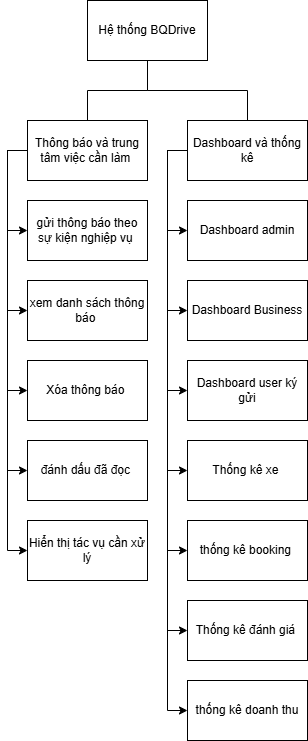 Hệ thống BQDrive
Thông báo và trung
tâm việc cần làm
gửi thông báo theo
sự kiện nghiệp vụ
xem danh sách thông
báo
Xóa thông báo
đánh dấu đã đọc
Hiển thị tác vụ cần xử
lý
Dashboard và thống
kê
Dashboard admin
Dashboard Business
Dashboard user ký
gửi
Thống kê xe
thống kê booking
Thống kê đánh giá
thống kê doanh thu